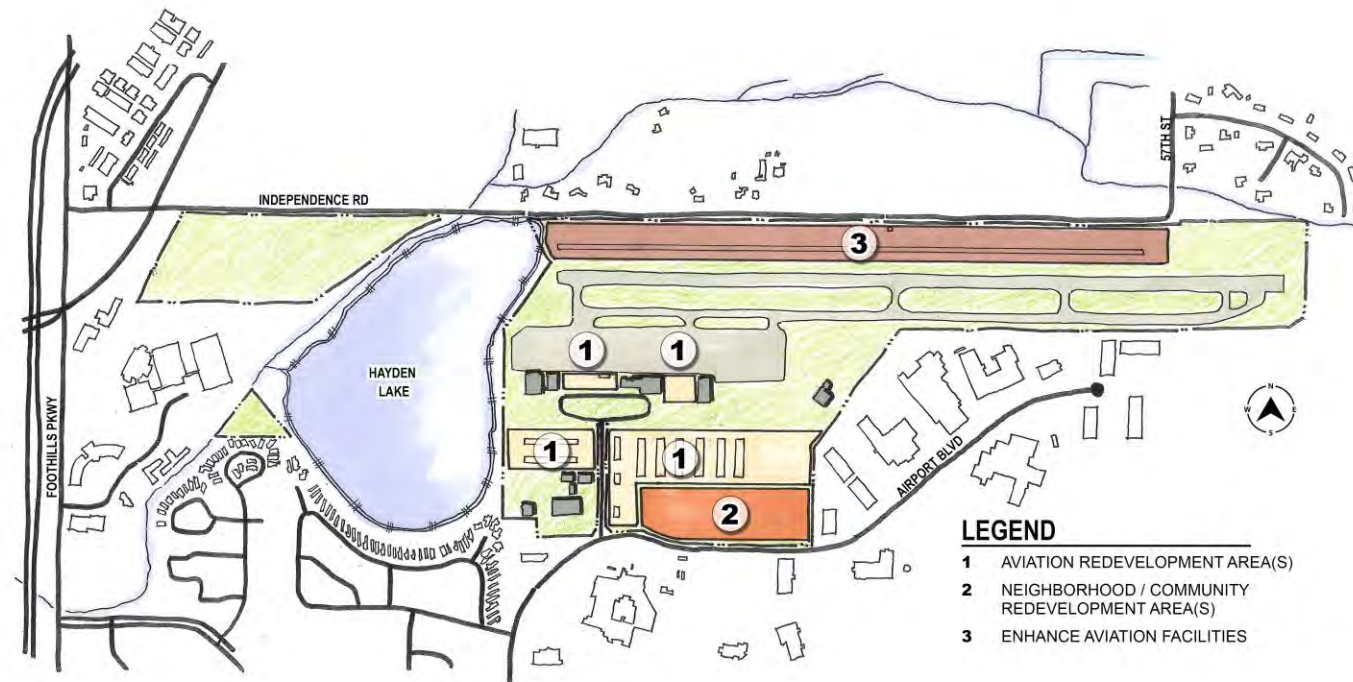 57TH ST
INDEPENDENCE RD
3
1
1
HAYDEN
LAKE
N
W
E
S
FOOTHILLS PKWY
1
1
AIRPORT BLVD
2
LEGEND
1 AVIATION REDEVELOPMENT AREA(S)
2 NEIGHBORHOOD / COMMUNITY
REDEVELOPMENT AREA(S)
3 ENHANCE AVIATION FACILITIES